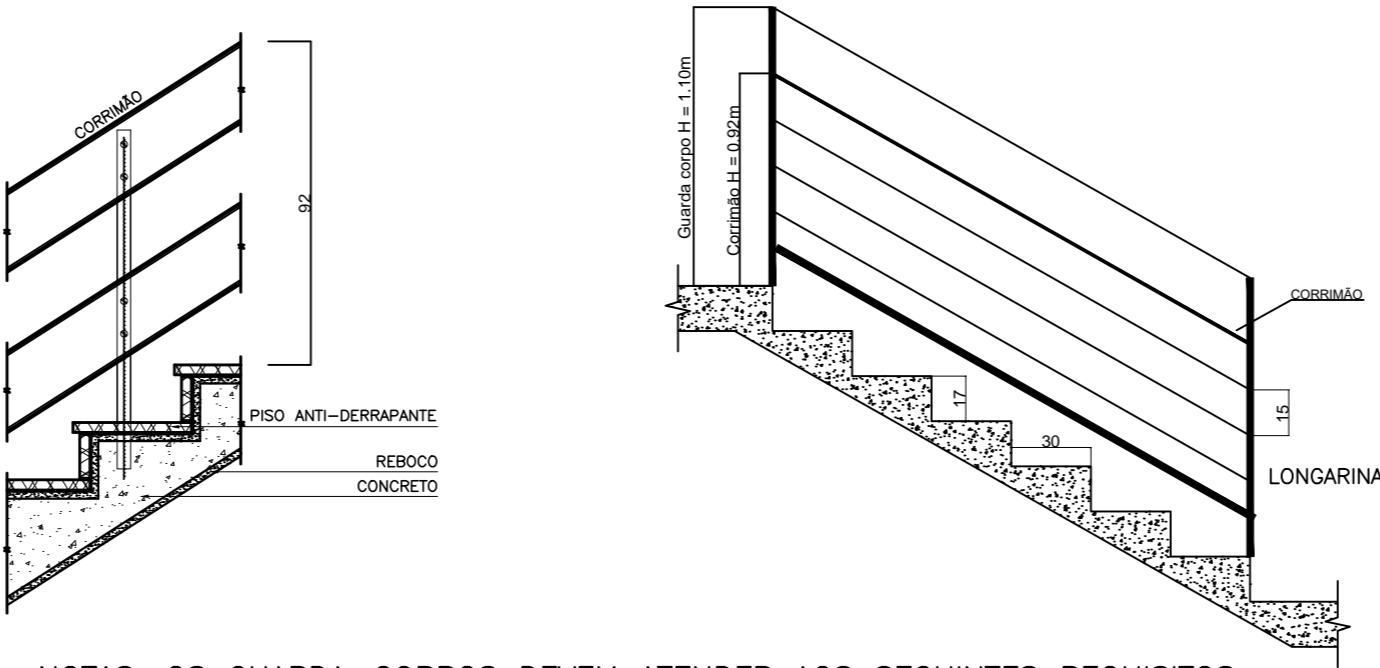 CORRIMÃO
92
PISO ANTI-DERRAPANTE
REBOCO
CONCRETO
Guarda corpo H = 1.10m
Corrimão H = 0.92m
CORRIMÃO
17
15
30
LONGARINA